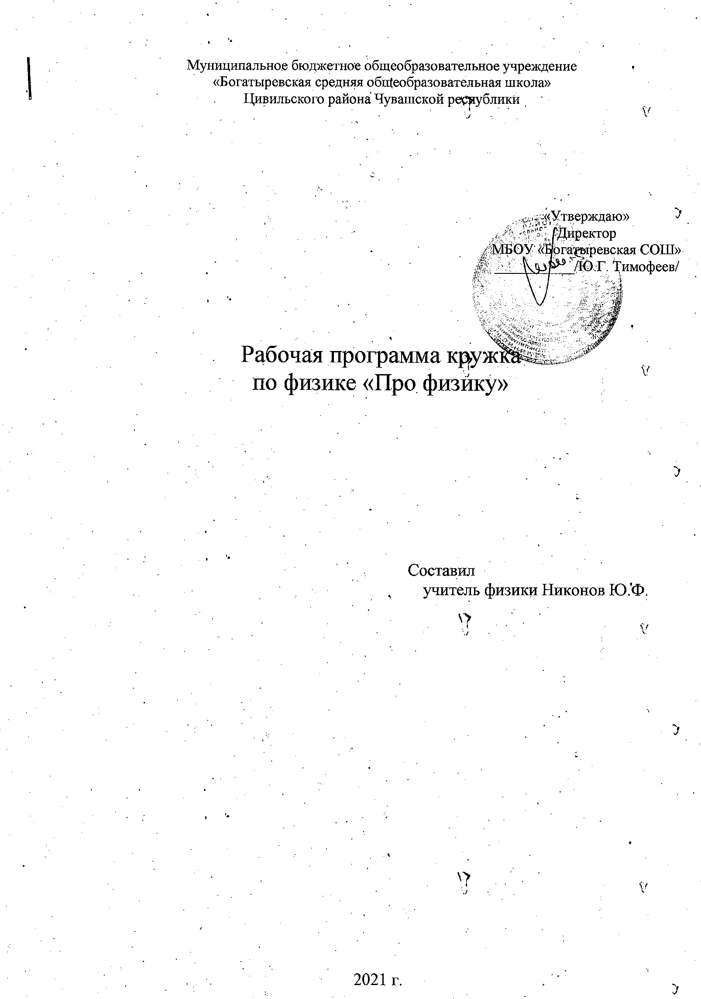 Муниципальное бюджетное общеобразовательное учреждение
«Богатыревская средняя общеобразовательная школа»
Цивильского района Чувашской республики
«Утверждаю»
Директор
МБОУ «Богатыревская СОШ»
/Ю.Г. Тимофеев/
Рабочая программа кружка
по физике «Про физику»
Составил
учитель физики Никонов Ю.Ф.
2021 г.